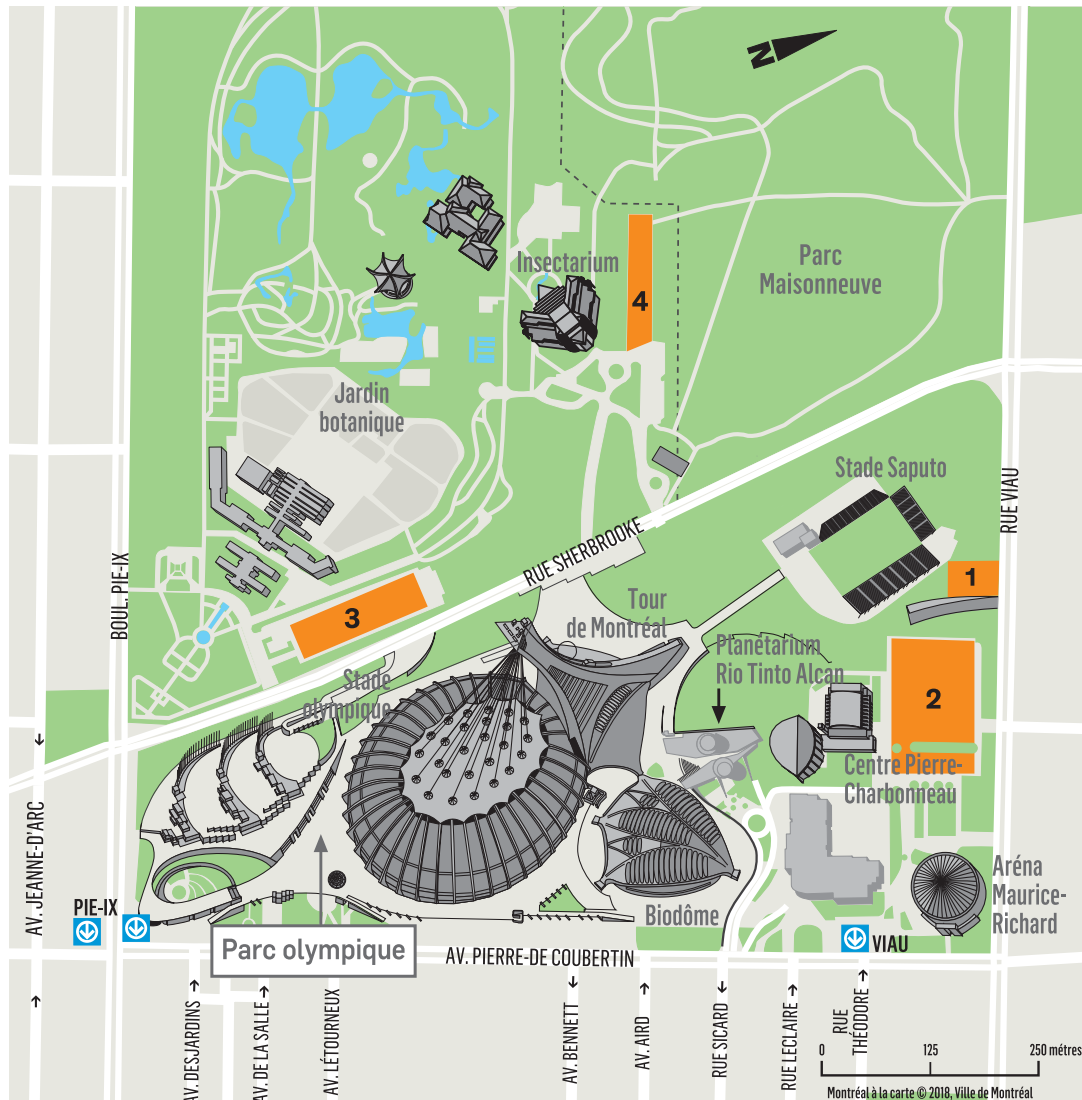 N
Insectarium
4
Parc
Maisonneuve
Jardin
botanique
Stade Saputo
RUE VIAU
BOUL. PIE-IX
RUE SHERBROOKE
1
3
Tour
de Montréal
Planétarium
Rio Tinto Alcan
Stade
olympique
2
Centre Pierre-
Charbonneau
AV. JEANNE-D'ARC
Aréna
Maurice-
Richard
PIE-IX
Biodôme
VIAU
Parc olympique
AV. PIERRE-DE COUBERTIN
AV. DESJARDINS
AV. DE LA SALLE
AV. LÉTOURNEUX
AV. BENNETT
AV. AIRD
RUE SICARD
RUE LECLAIRE
RUE
THÉODORE
0 125 250 métres
Montréal à la carte © 2018, Ville de Montréal